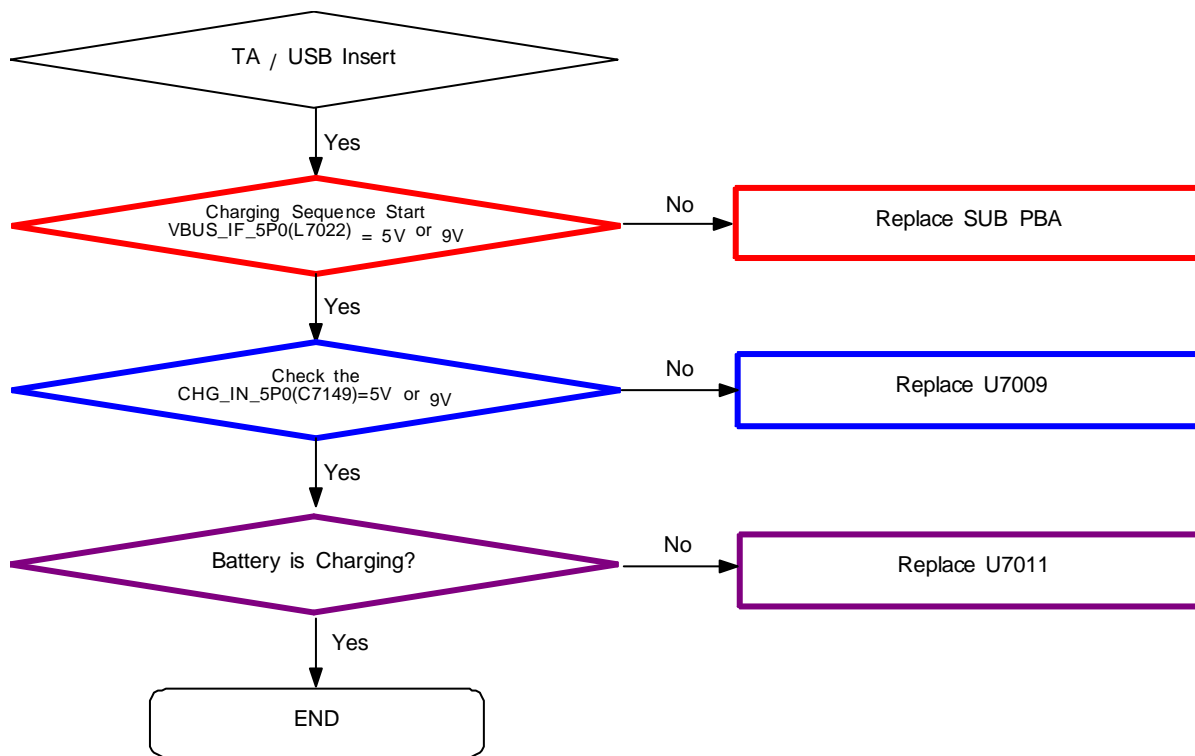 TA / USB Insert
Yes
Charging Sequence Start
VBUS_IF_5P0(L7022) = 5V or 9V
No
Replace SUB PBA
Yes
Check the
CHG_IN_5P0(C7149)=5V or 9V
No
Replace U7009
Yes
Battery is Charging?
No
Replace U7011
Yes
END